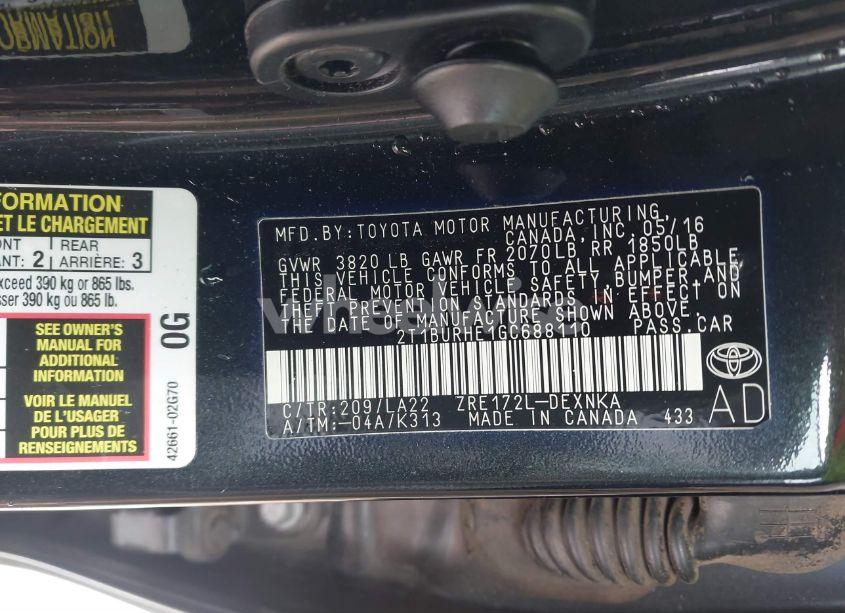 FORMATION
ET LE CHARGEMENT
ONT
ANT: 2
REAR
ARRIÈRE: 3
exceed 390 kg or 865 lbs.
sser 390 kg ou 865 lb.
SEE OWNER'S
MANUAL FOR
ADDITIONAL
INFORMATION
VOIR LE MANUEL
DE L'USAGER
POUR PLUS DE
RENSEIGNEMENTS
0G
42661-02G70
MFD. BY: TOYOTA MOTOR MANUFACTURING,
CANADA, INC. 05/16
GVWR 3820 LB GAWR FR 2070LB, RR 1850LB
THIS VEHICLE CONFORMS TO ALL APPLICABLE
FEDERAL MOTOR VEHICLE SAFETY, BUMPER AND
THEFT PREVENTION STANDARDS IN EFFECT ON
THE DATE OF MANUFACTURE SHOWN ABOVE.
2T1BURHE1GC688110 PASS.CAR
C/TR: 209/LA22 ZRE172L-DEXNKA
A/TM: -04A/K313 MADE IN CANADA 433
AD